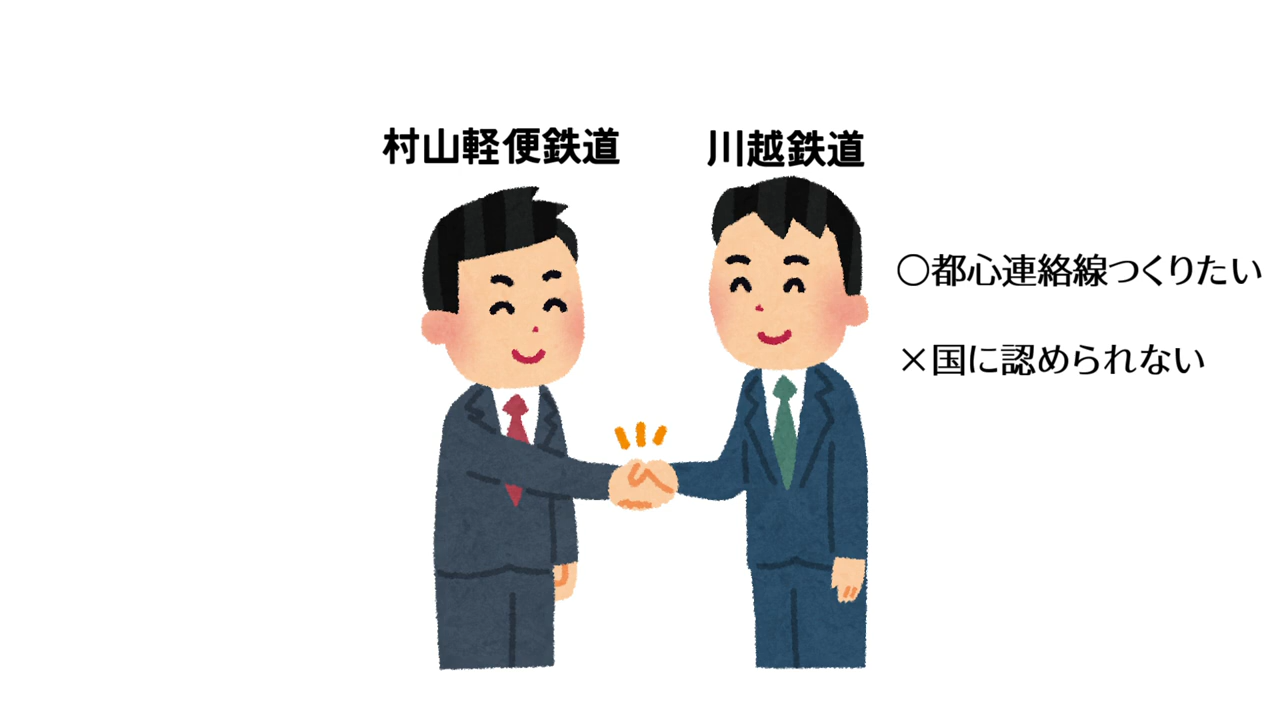 村山軽便鉄道
川越鉄道
〇都心連絡線つくりたい
×国に認められない